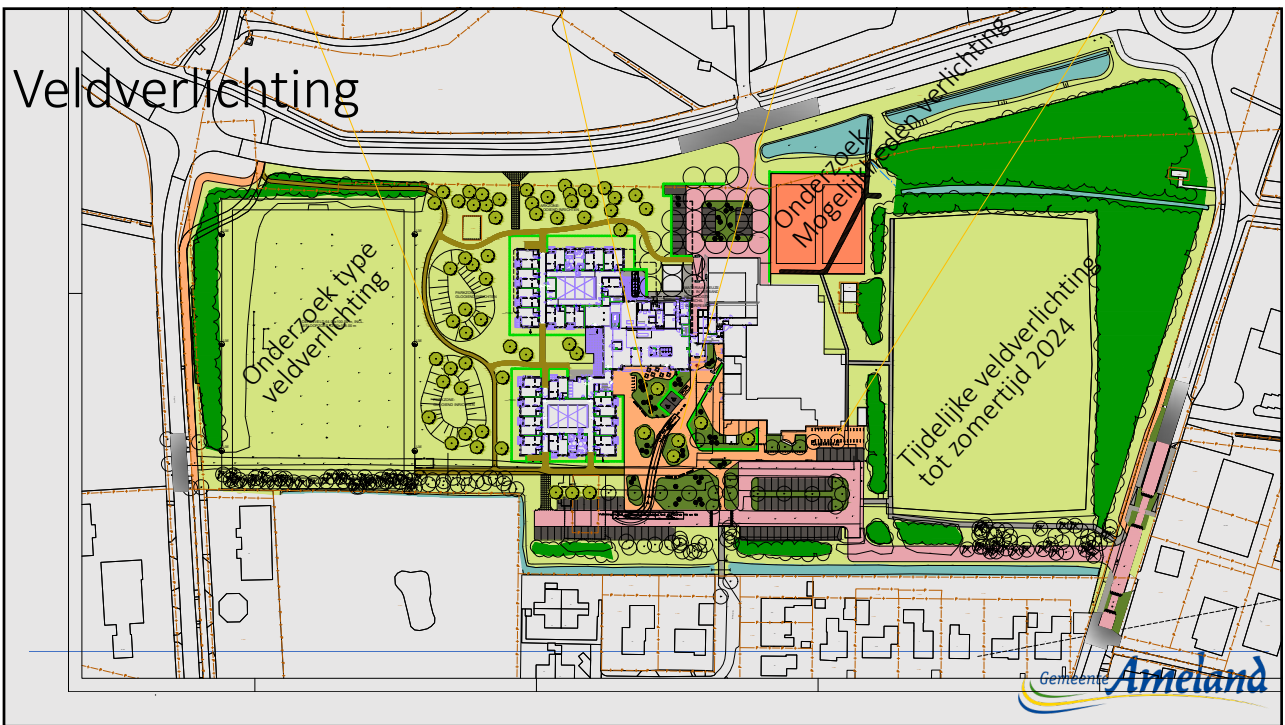 Veldverlichting
Onderzoek type
veldverlichting
Onderzoek
Mogelijkheden verlichting
Tijdelijke veldverlichting
tot zomertijd 2024
Gemeente Ameland